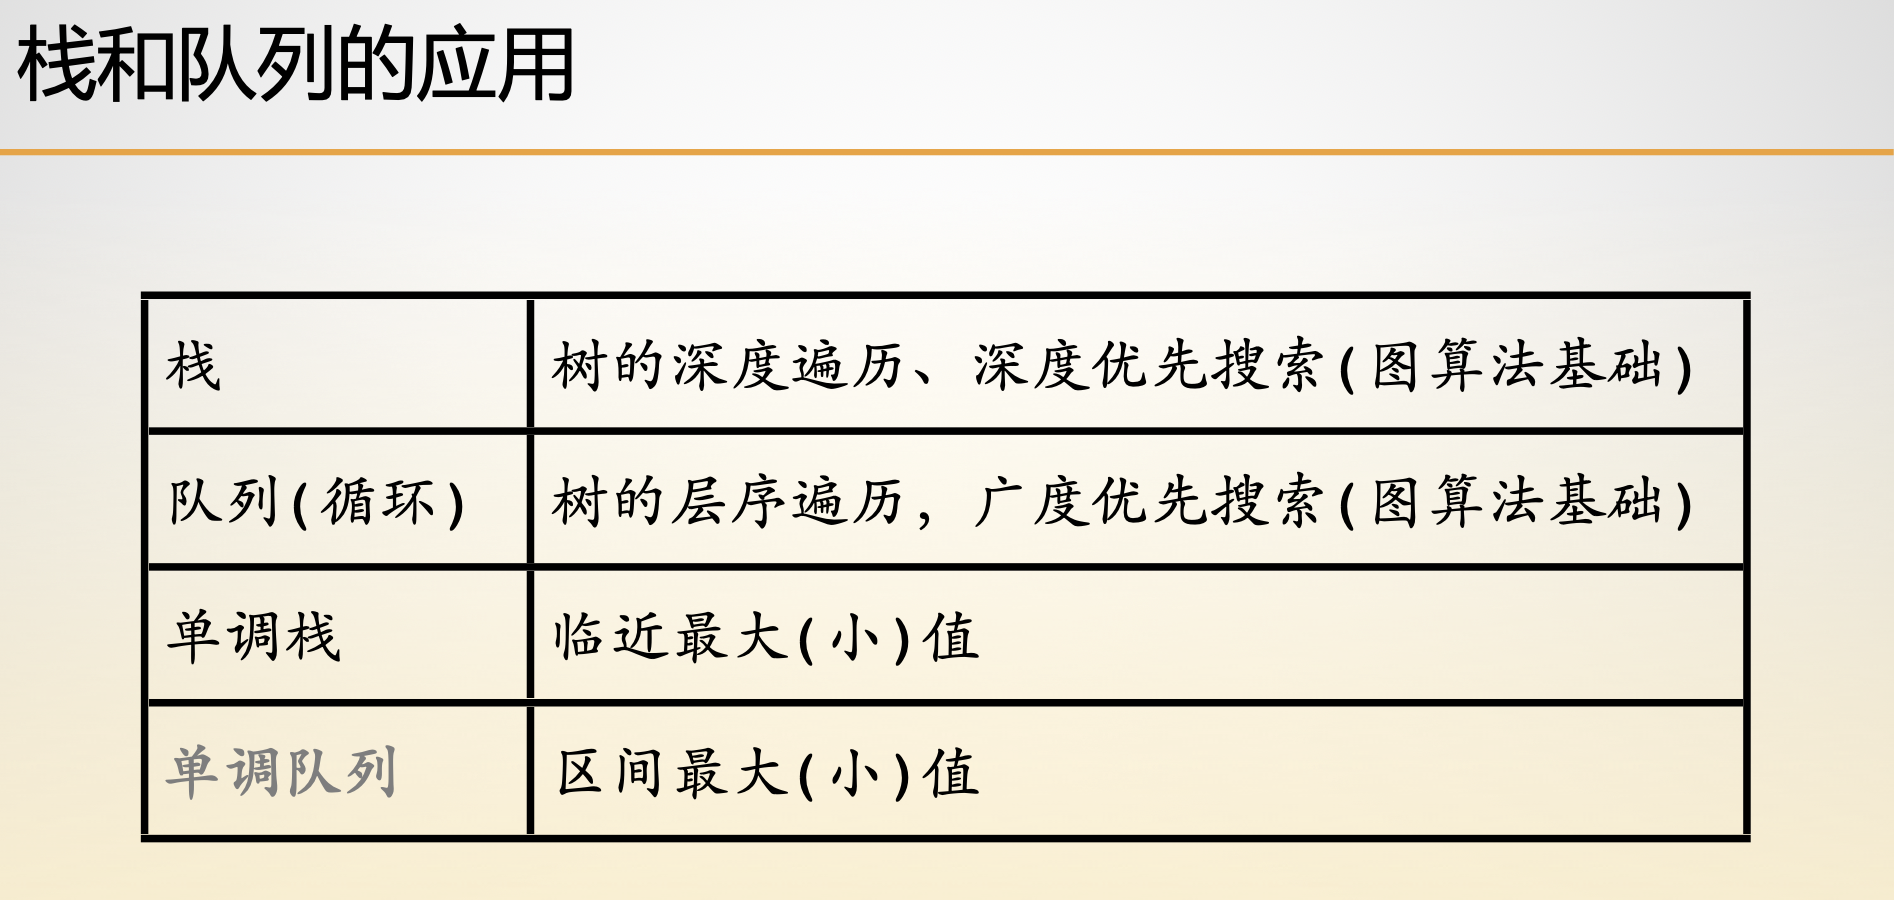 栈和队列的应用
栈 树的深度遍历、深度优先搜索(图算法基础)
队列(循环) 树的层序遍历，广度优先搜索(图算法基础)
单调栈 临近最大(小)值
单调队列 区间最大(小)值